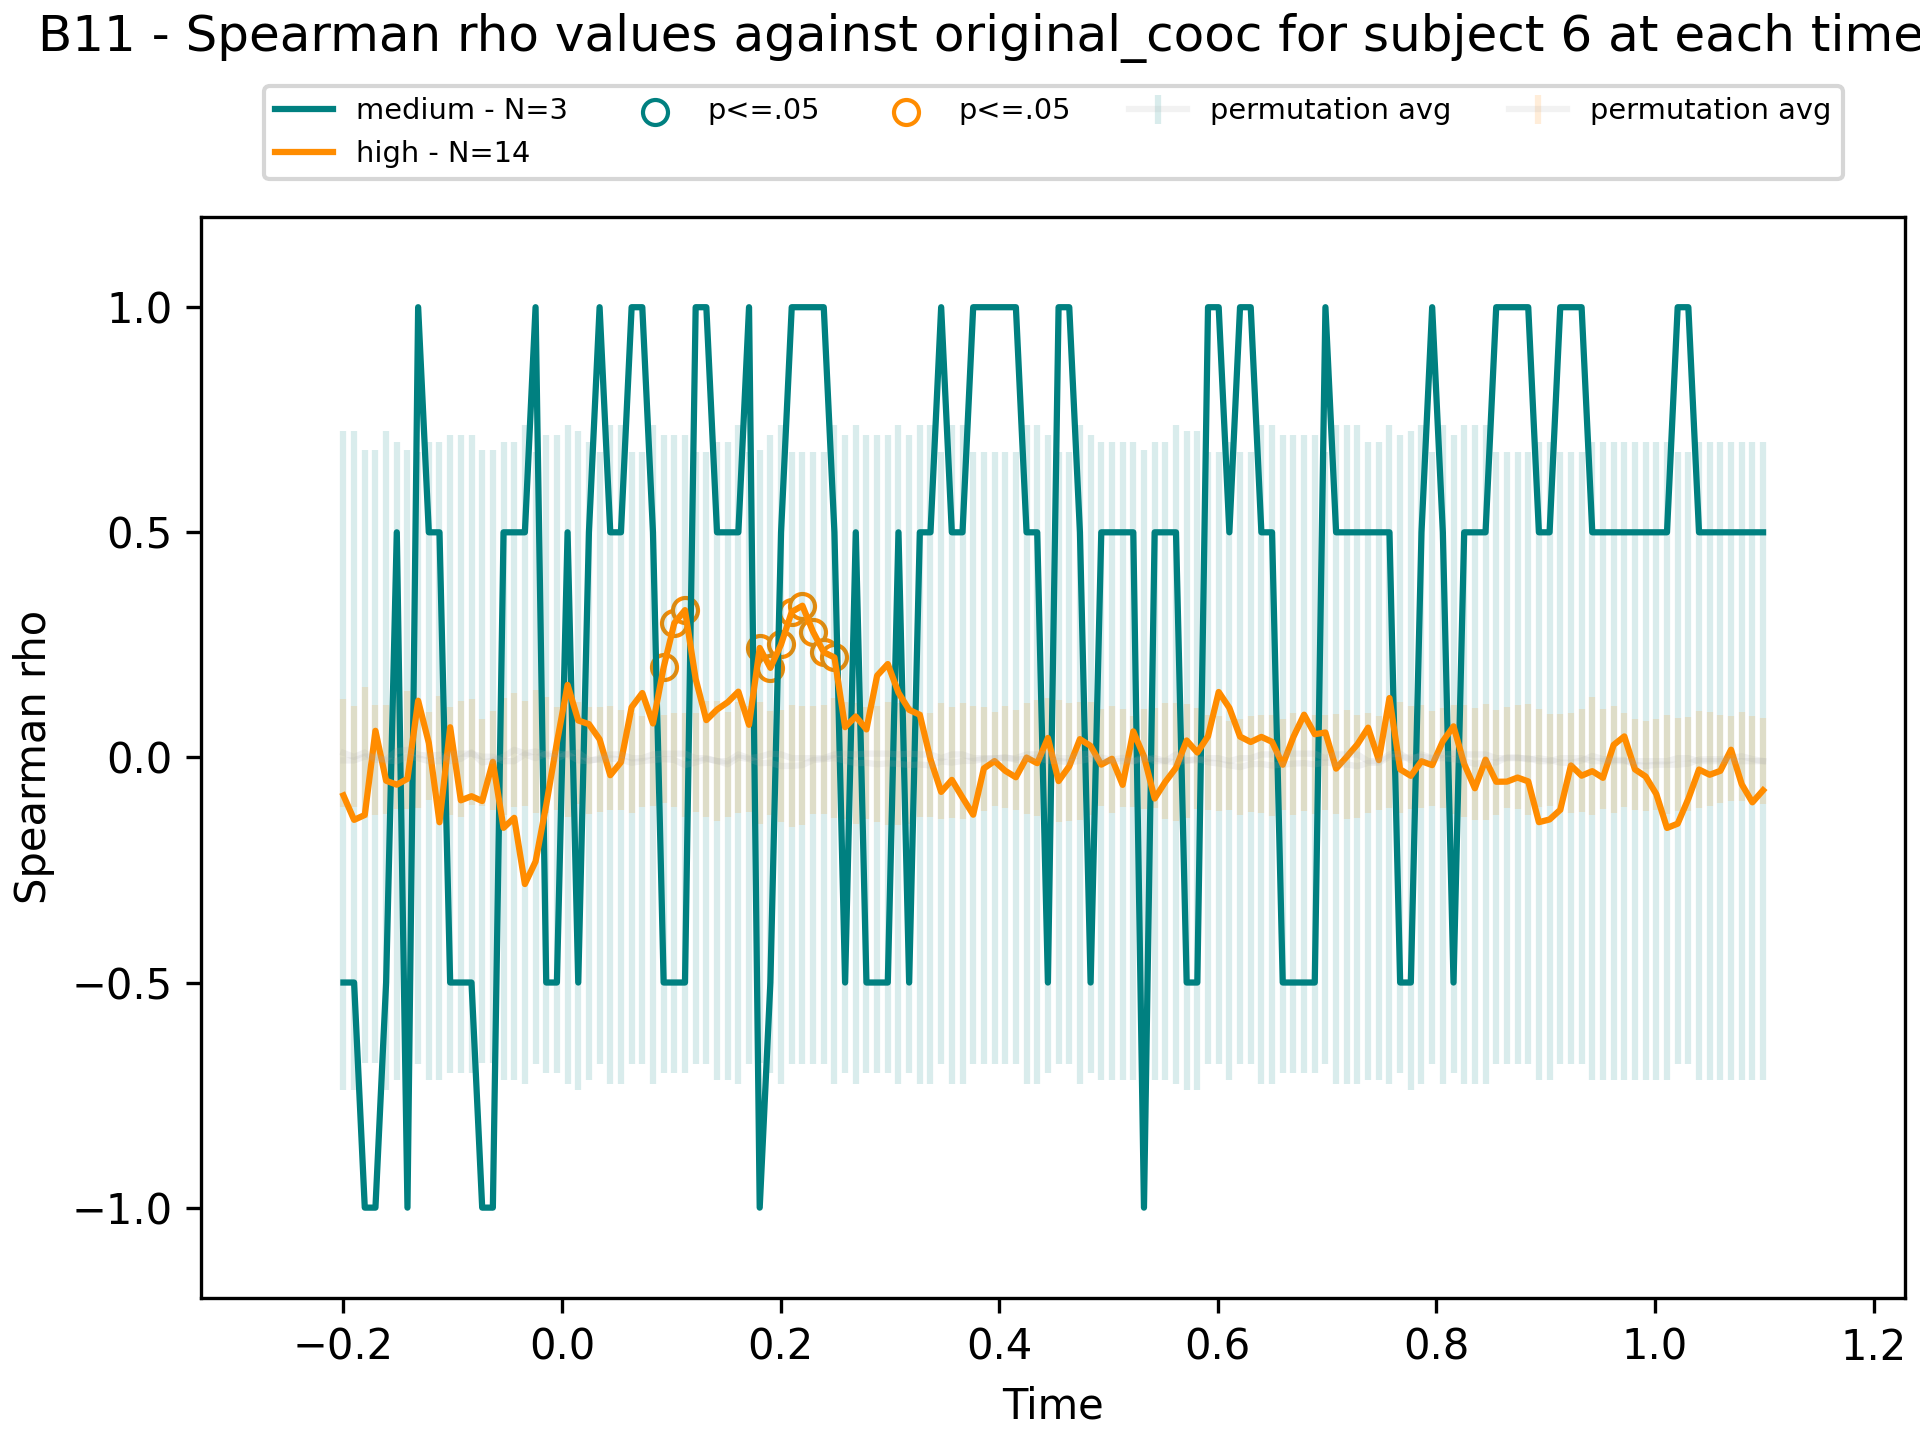 B11 - Spearman rho values against original_cooc for subject 6 at each time
medium - N=3 p<=.05 p<=.05 permutation avg permutation avg
high - N=14
1.0
0.5
0.0
−0.5
−1.0
Spearman rho
−0.2 0.0 0.2 0.4 0.6 0.8 1.0 1.2
Time